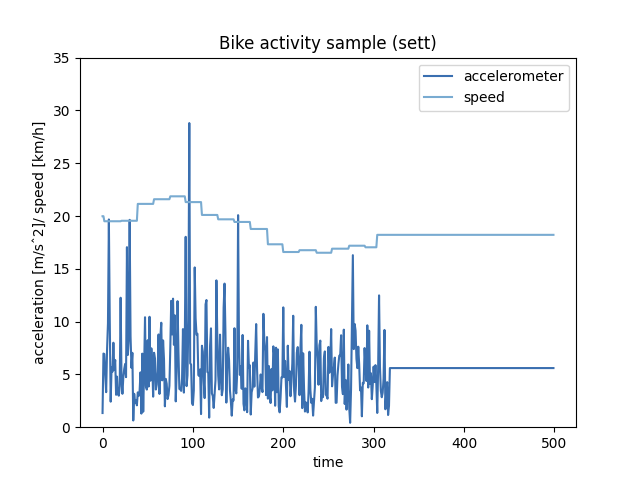 Bike activity sample (sett)
accelerometer
speed
35
30
25
20
15
10
5
0
acceleration [m/s^2]/ speed [km/h]
0 100 200 300 400 500
time